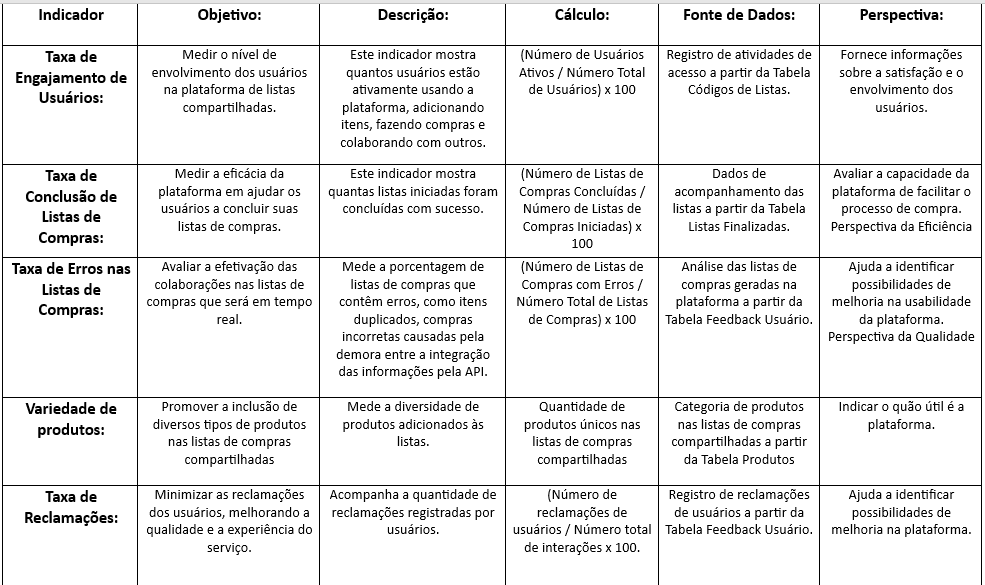 Indicador
Objetivo:
Descrição:
Cálculo:
Fonte de Dados:
Perspectiva:
Taxa de
Engajamento de
Usuários:
Medir o nível de
envolvimento dos usuários
na plataforma de listas
compartilhadas.
Este indicador mostra
quantos usuários estão
ativamente usando a
plataforma, adicionando
itens, fazendo compras e
colaborando com outros.
(Número de Usuários
Ativos / Número Total
de Usuários) x 100
Registro de atividades de
acesso a partir da Tabela
Códigos de Listas.
Fornece informações
sobre a satisfação e o
envolvimento dos
usuários.
Taxa de
Conclusão de
Listas de
Compras:
Medir a eficácia da
plataforma em ajudar os
usuários a concluir suas
listas de compras.
Este indicador mostra
quantas listas iniciadas foram
concluídas com sucesso.
(Número de Listas de
Compras Concluídas /
Número de Listas de
Compras Iniciadas) x
100
Dados de
acompanhamento das
listas a partir da Tabela
Listas Finalizadas.
Avaliar a capacidade da
plataforma de facilitar o
processo de compra.
Perspectiva da Eficiência
Taxa de Erros nas
Listas de
Compras:
Avaliar a efetivação das
colaborações nas listas de
compras que será em tempo
real.
Mede a porcentagem de
listas de compras que
contêm erros, como itens
duplicados, compras
incorretas causadas pela
demora entre a integração
das informações pela API.
(Número de Listas de
Compras com Erros /
Número Total de Listas
de Compras) x 100
Análise das listas de
compras geradas na
plataforma a partir da
Tabela Feedback Usuário.
Ajuda a identificar
possibilidades de
melhoria na usabilidade
da plataforma.
Perspectiva da Qualidade
Variedade de
produtos:
Promover a inclusão de
diversos tipos de produtos
nas listas de compras
compartilhadas
Mede a diversidade de
produtos adicionados às
listas.
Quantidade de
produtos únicos nas
listas de compras
compartilhadas
Categoria de produtos
nas listas de compras
compartilhadas a partir
da Tabela Produtos
Indicar o quão útil é a
plataforma.
Taxa de
Reclamações:
Minimizar as reclamações
dos usuários, melhorando a
qualidade e a experiência do
serviço.
Acompanha a quantidade de
reclamações registradas por
usuários.
(Número de
reclamações de
usuários / Número total
de interações x 100.
Registro de reclamações
de usuários a partir da
Tabela Feedback Usuário.
Ajuda a identificar
possibilidades de
melhoria na plataforma.